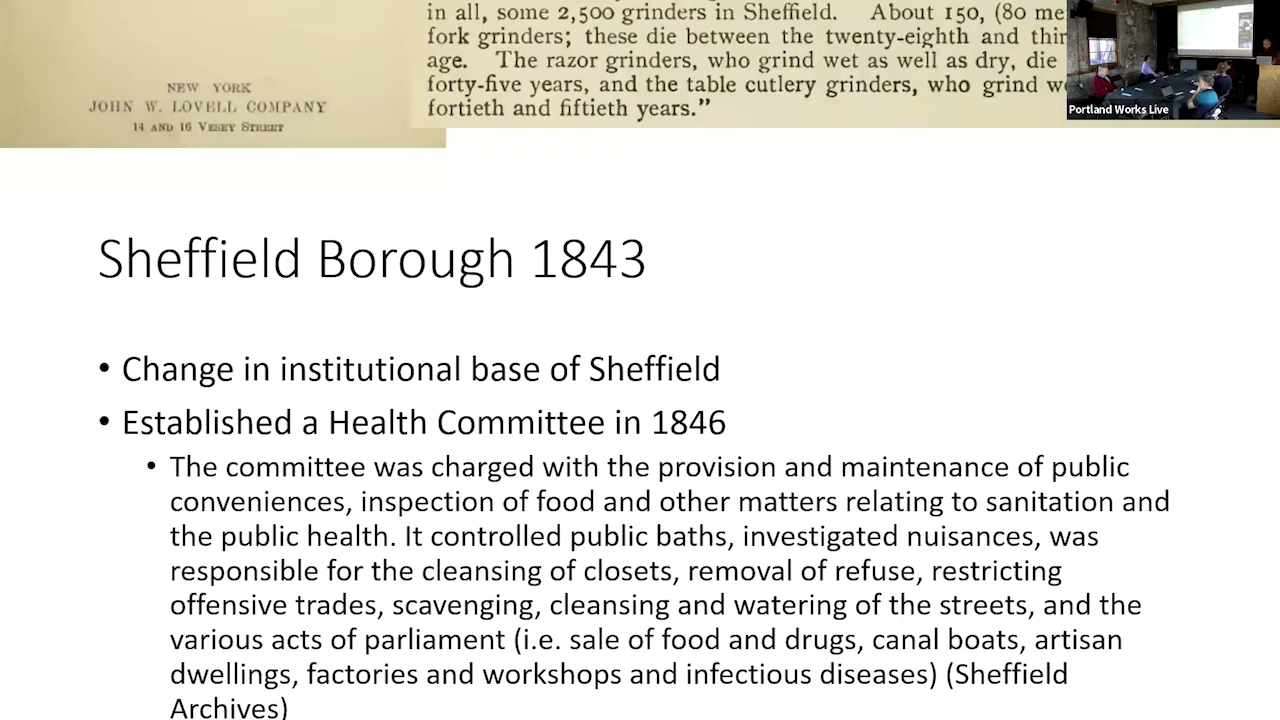 in all, some 2,500 grinders in Sheffield. About 150, (80
fork grinders; these die between the twenty-eighth and
age. The razor grinders, who grind wet as well as dry, die
forty-five years, and the table cutlery grinders, who grind
fortieth and fiftieth years."
NEW YORK
JOHN W. LOVELL COMPANY
14 AND 16 VESEY STREET
Portland Works Live
Sheffield Borough 1843
• Change in institutional base of Sheffield
• Established a Health Committee in 1846
• The committee was charged with the provision and maintenance of public
conveniences, inspection of food and other matters relating to sanitation and
the public health. It controlled public baths, investigated nuisances, was
responsible for the cleansing of closets, removal of refuse, restricting
offensive trades, scavenging, cleansing and watering of the streets, and the
various acts of parliament (i.e. sale of food and drugs, canal boats, artisan
dwellings, factories and workshops and infectious diseases) (Sheffield
Archives)